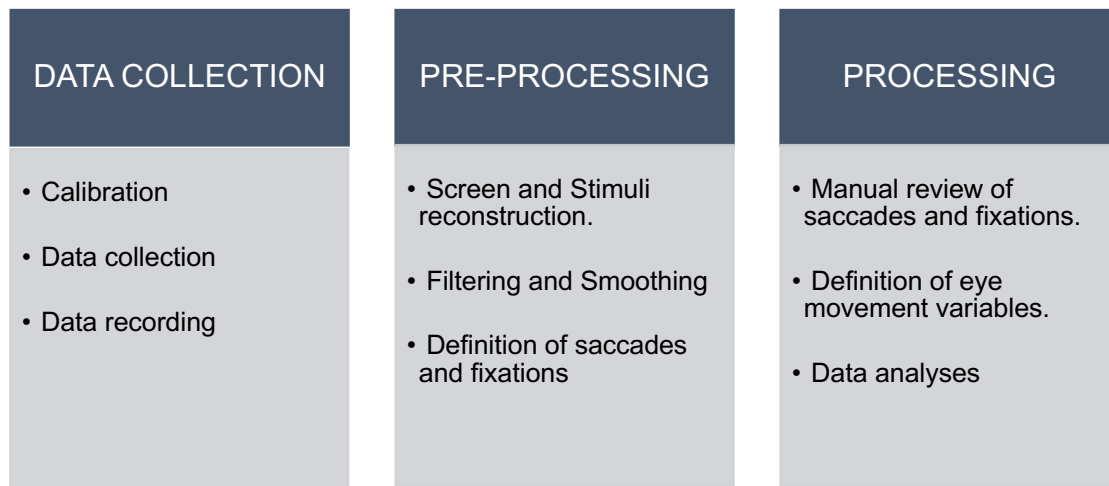 DATA COLLECTION
• Calibration
• Data collection
• Data recording
PRE-PROCESSING
• Screen and Stimuli
reconstruction.
• Filtering and Smoothing
• Definition of saccades
and fixations
PROCESSING
• Manual review of
saccades and fixations.
• Definition of eye
movement variables.
• Data analyses